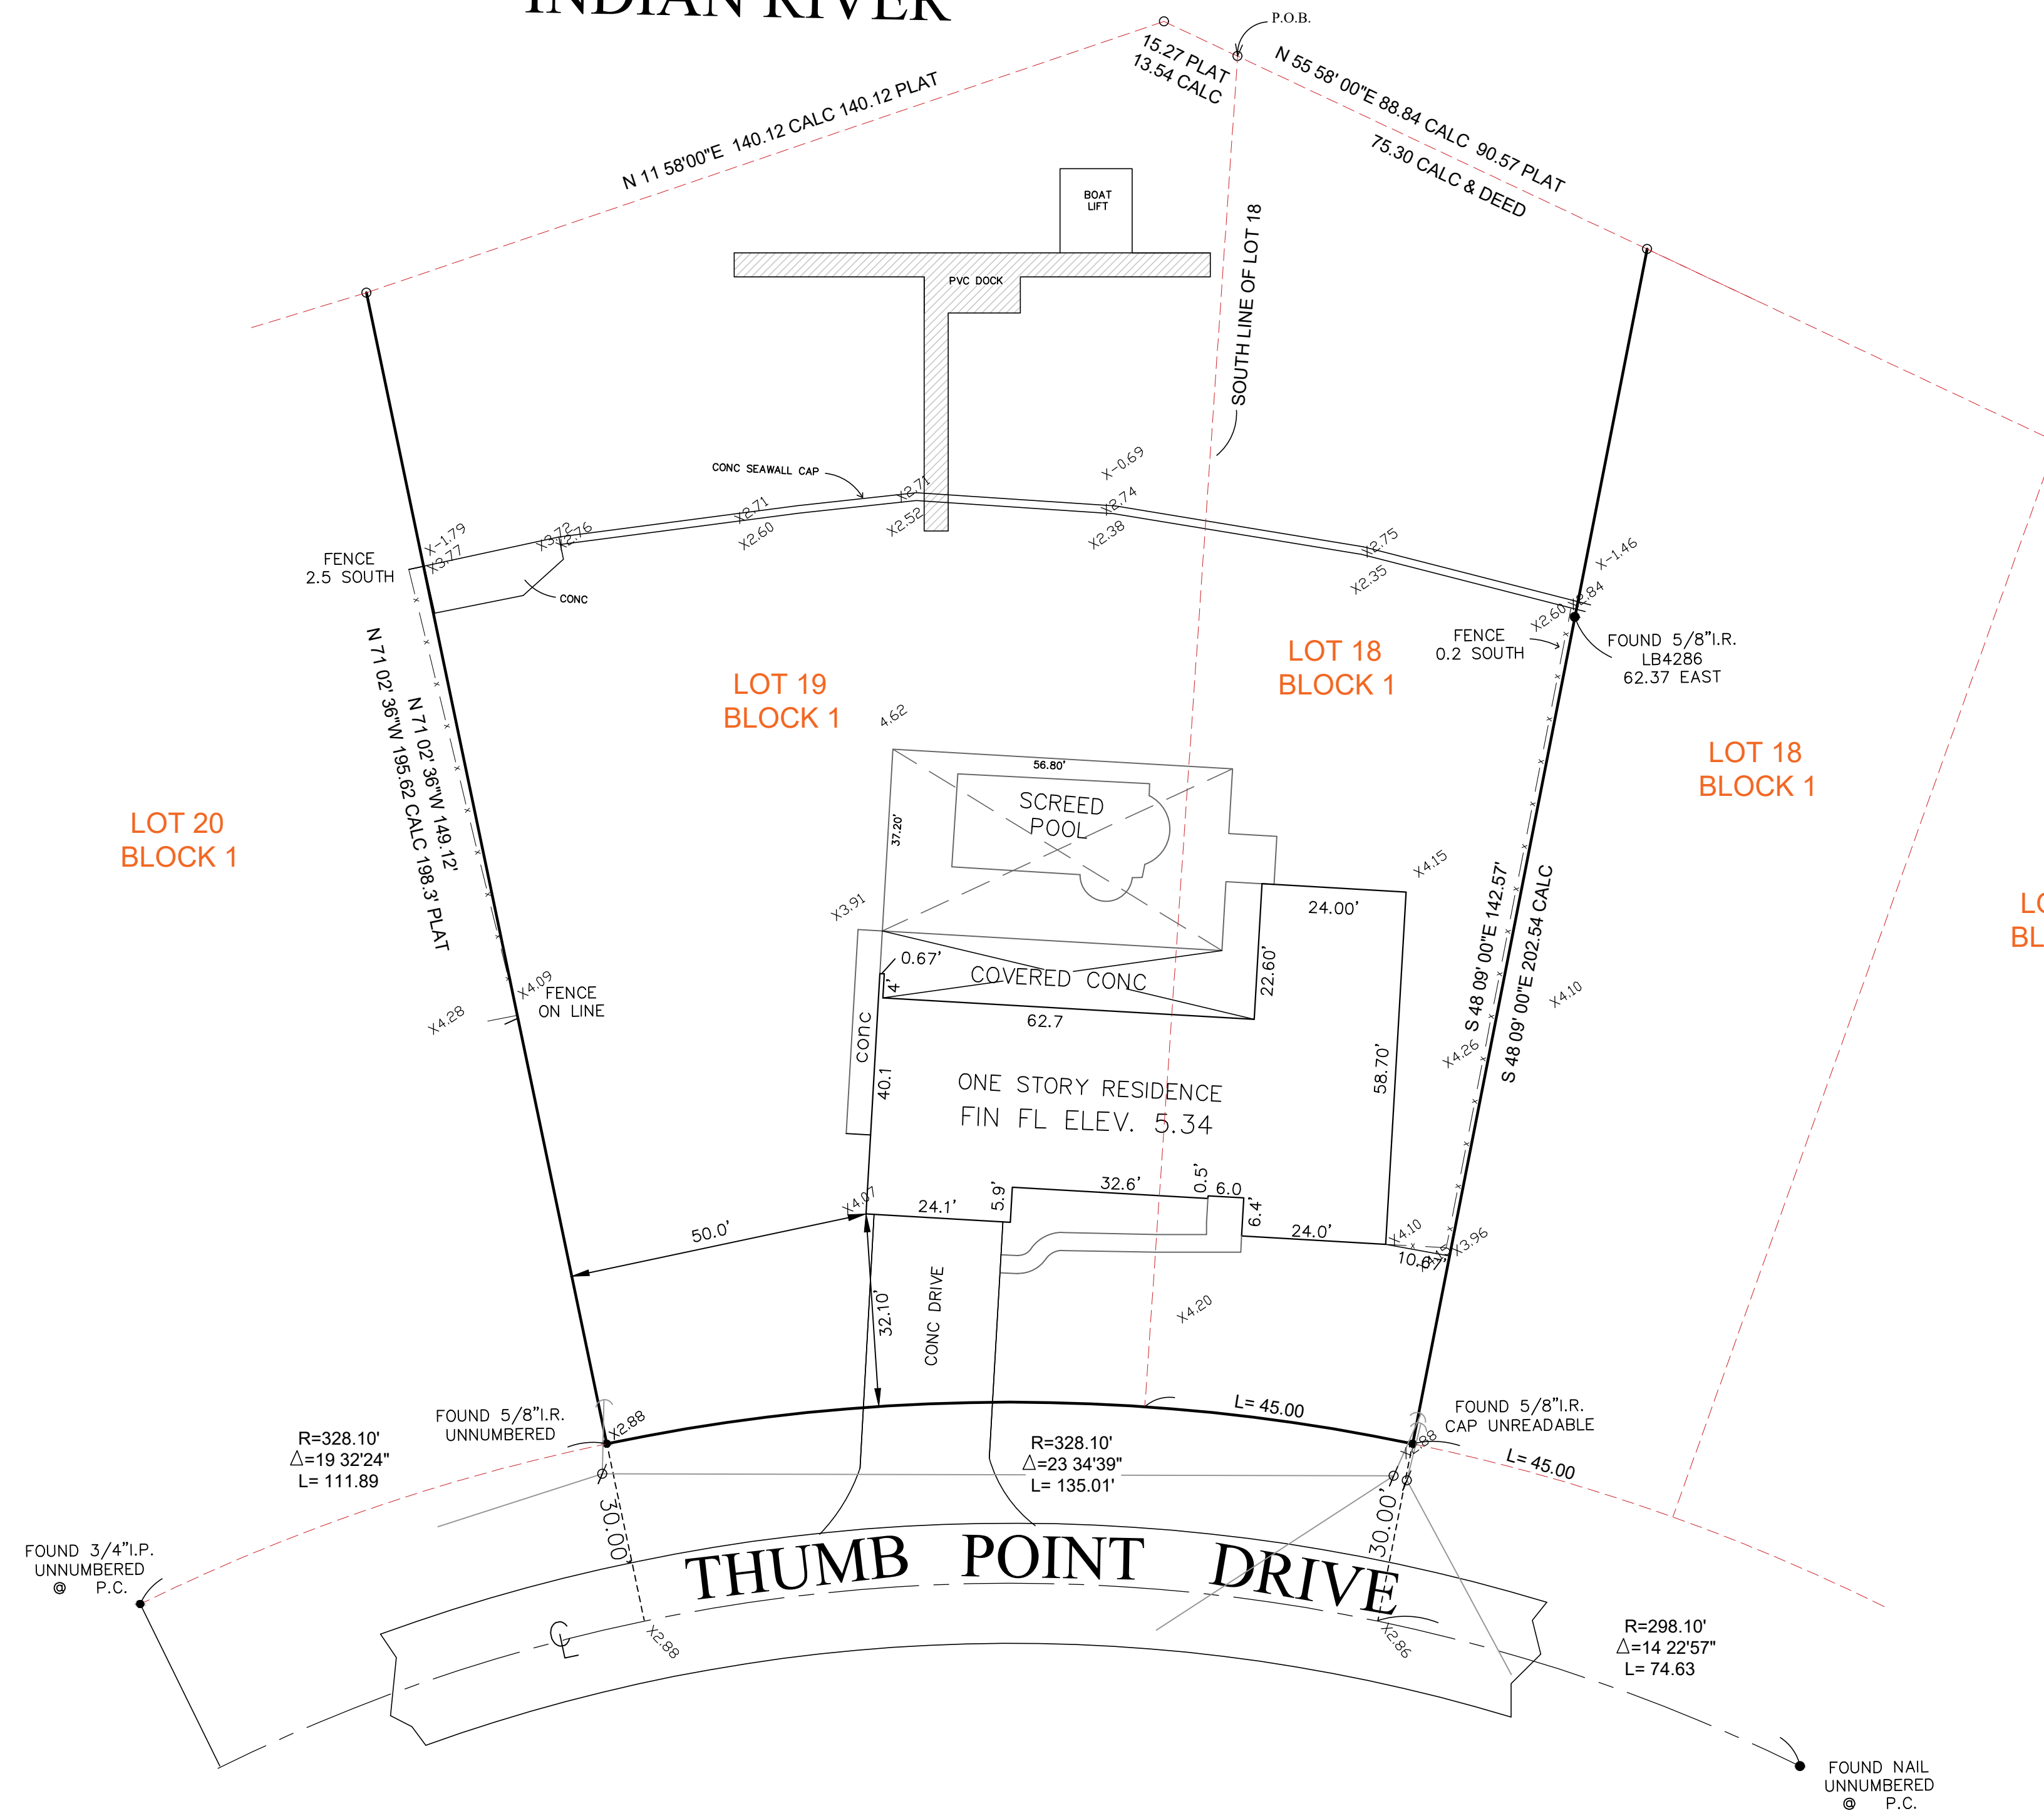 INDIAN RIVER
P.O.B.
15.27 PLAT
13.54 CALC
N 55 58' 00"E 88.84 CALC  90.57 PLAT
75.30 CALC & DEED
N 11 58'00"E  140.12 CALC 140.12 PLAT
BOAT
LIFT
PVC DOCK
SOUTH LINE OF LOT 18
CONC SEAWALL CAP
X-0.69
X2.71
X2.71
X2.74
X2.60
X2.52
X2.38
X-1.79
X3.77
X3.72
X2.76
X2.75
X2.35
X-1.46
X2.84
X2.60
FENCE
2.5 SOUTH
CONC
FENCE
0.2 SOUTH
FOUND 5/8"I.R.
LB4286
62.37 EAST
LOT 19
BLOCK 1
LOT 18
BLOCK 1
LOT 18
BLOCK 1
LOT 20
BLOCK 1
N 71 02' 36"W 149.12'
N 71 02' 36"W 195.62 CALC 198.3' PLAT
4.62
56.80'
37.20'
SCREED
POOL
X3.91
X4.15
24.00'
S 48 09' 00"E 142.57'
S 48 09' 00"E 202.54 CALC
0.67'
4'
COVERED CONC
22.60'
62.7
CONC
40.1
58.70'
X4.09
X4.28
FENCE
ON LINE
X4.10
X4.26
ONE STORY RESIDENCE
FIN FL ELEV. 5.34
X4.07
24.1'
5.9'
32.6'
0.5'
6.0
6.4'
24.0'
X4.10
X3.96
10.67'
50.0'
32.10'
CONC DRIVE
X4.20
L= 45.00
FOUND 5/8"I.R.
UNNUMBERED
X2.88
FOUND 5/8"I.R.
CAP UNREADABLE
X2.88
L= 45.00
R=328.10'
Δ=19 32'24"
L= 111.89
R=328.10'
Δ=23 34'39"
L= 135.01'
30.00'
30.00'
THUMB POINT DRIVE
FOUND 3/4"I.P.
UNNUMBERED
@ P.C.
CL
X2.88
X2.86
R=298.10'
Δ=14 22'57"
L= 74.63
FOUND NAIL
UNNUMBERED
@ P.C.